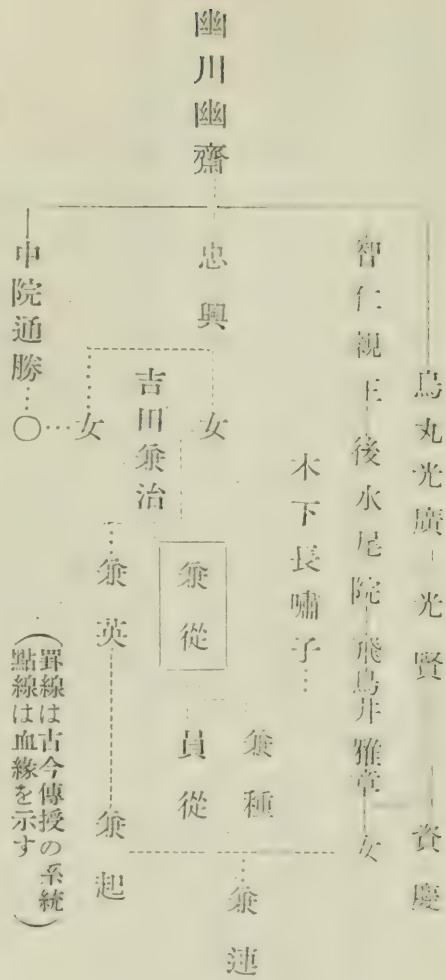 幽川幽齋
烏丸光廣―光賢―資慶
智仁親王―後水尾院―飛鳥井雅章―女
木下長嘯子…
兼種
…兼連
忠興
女
兼從
員從
吉田兼治
女
…兼英
兼起
中院通勝…〇…
(罫線は古今傳授の系統
點線は血緣を示す)